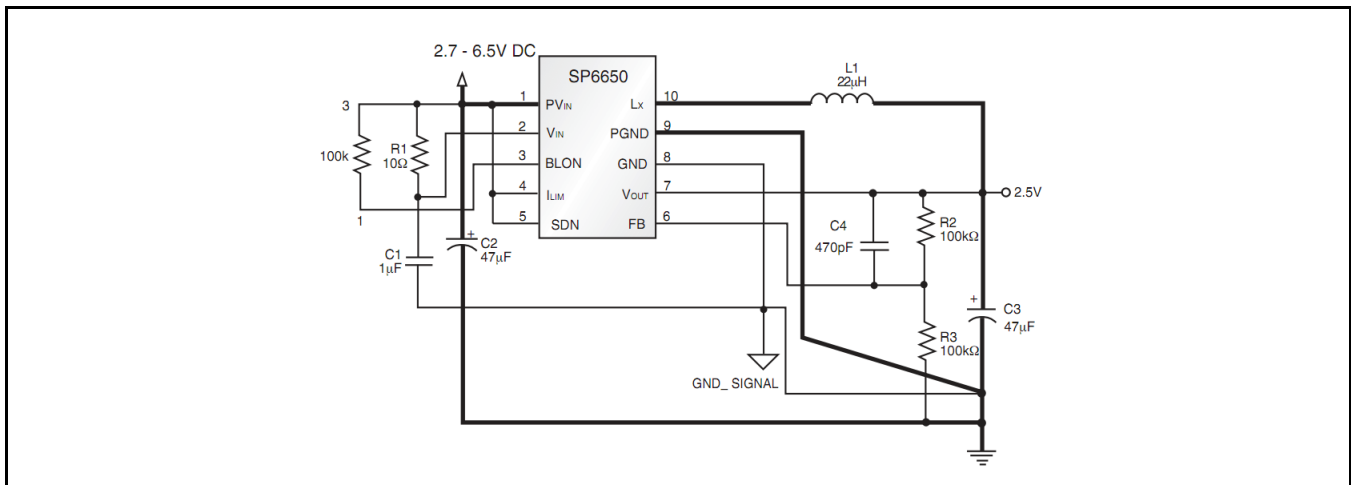 2.7 - 6.5V DC
SP6650
L1
22μH
3
1
PVIN
LX
10
R1
10Ω
100k
2
VIN
PGND
9
3
BLON
GND
8
4
ILIM
VOUT
7
2.5V
1
5
SDN
FB
6
C4
470pF
R2
100kΩ
C1
1μF
+
C2
47μF
+
C3
47μF
R3
100kΩ
GND_ SIGNAL